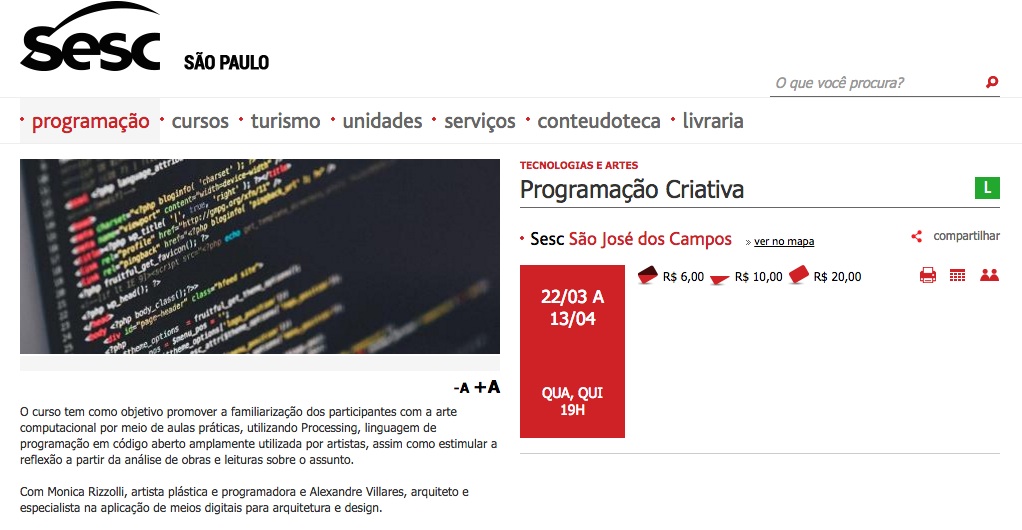 Sesc
SÃO PAULO
O que você procura?
programação
cursos
turismo
unidades
serviços
conteudoteca
livraria
-A +A
O curso tem como objetivo promover a familiarização dos participantes com a arte
computacional por meio de aulas práticas, utilizando Processing, linguagem de
programação em código aberto amplamente utilizada por artistas, assim como estimular a
reflexão a partir da análise de obras e leituras sobre o assunto.
Com Monica Rizzolli, artista plástica e programadora e Alexandre Villares, arquiteto e
especialista na aplicação de meios digitais para arquitetura e design.
TECNOLOGIAS E ARTES
Programação Criativa
L
Sesc São José dos Campos
» ver no mapa
compartilhar
22/03 A
13/04
QUA, QUI
19H
R$ 6,00
R$ 10,00
R$ 20,00